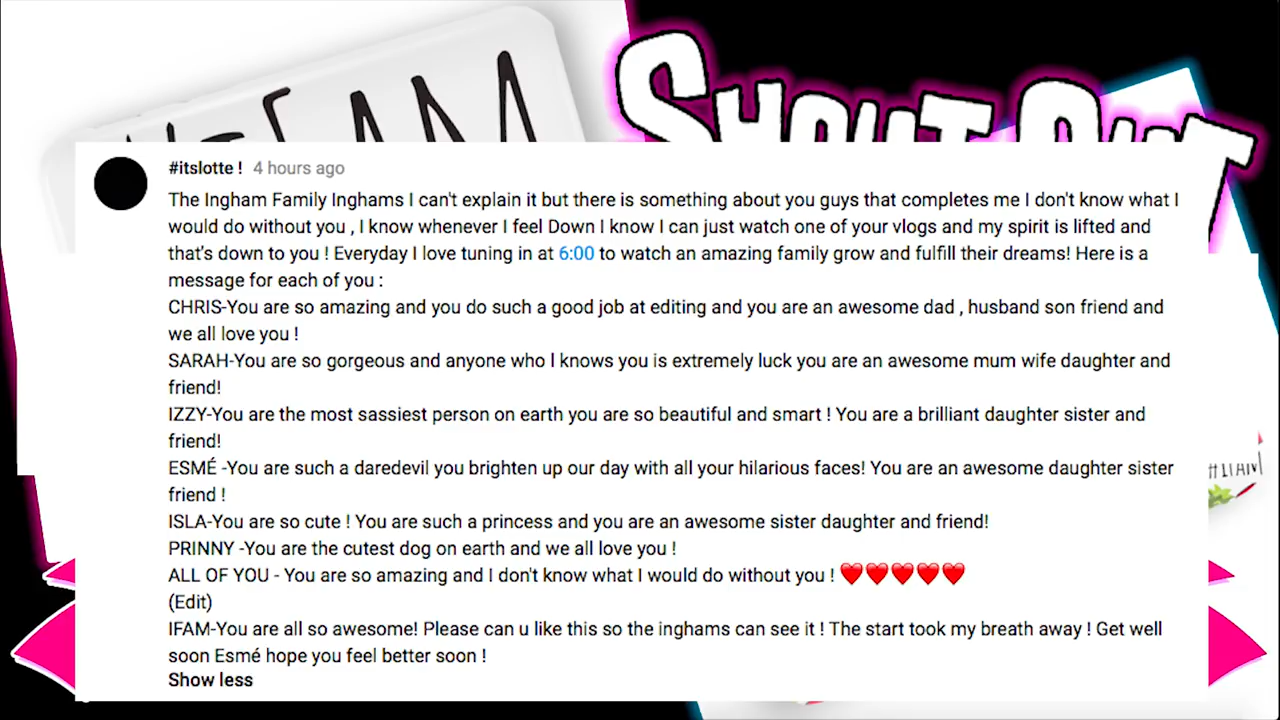 SHOUT OUT
#itslotte ! 4 hours ago
The Ingham Family Inghams I can't explain it but there is something about you guys that completes me I don't know what I
would do without you , I know whenever I feel Down I know I can just watch one of your vlogs and my spirit is lifted and
that's down to you ! Everyday I love tuning in at 6:00 to watch an amazing family grow and fulfill their dreams! Here is a
message for each of you :
CHRIS-You are so amazing and you do such a good job at editing and you are an awesome dad , husband son friend and
we all love you !
SARAH-You are so gorgeous and anyone who I knows you is extremely luck you are an awesome mum wife daughter and
friend!
IZZY-You are the most sassiest person on earth you are so beautiful and smart ! You are a brilliant daughter sister and
friend!
ESMÉ -You are such a daredevil you brighten up our day with all your hilarious faces! You are an awesome daughter sister
friend !
ISLA-You are so cute ! You are such a princess and you are an awesome sister daughter and friend!
PRINNY -You are the cutest dog on earth and we all love you !
ALL OF YOU - You are so amazing and I don't know what I would do without you ! ❤️❤️❤️❤️❤️
(Edit)
IFAM-You are all so awesome! Please can u like this so the inghams can see it ! The start took my breath away ! Get well
soon Esmé hope you feel better soon !
Show less